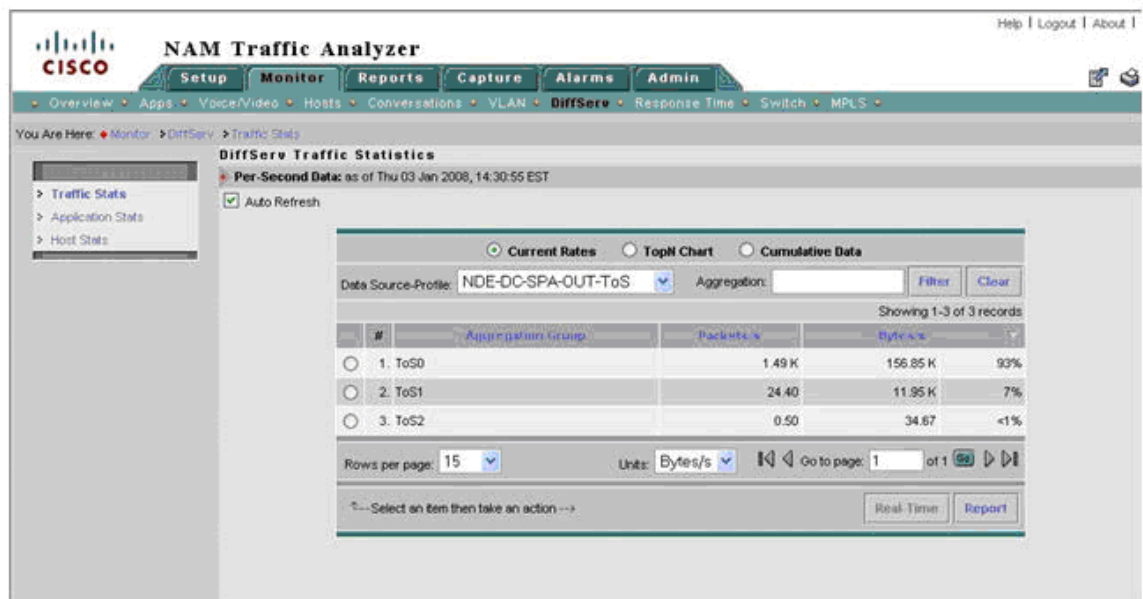 Help | Logout | About |
CISCO
NAM Traffic Analyzer
Setup Monitor Reports Capture Alarms Admin
Overview Apps Voice/Video Hosts Conversations VLAN DiffServ Response Time Switch MPLS
You Are Here: Monitor > DiffServ > Traffic Stats
DiffServ Traffic Statistics
Per-Second Data: as of Thu 03 Jan 2008, 14:30:55 EST
> Traffic Stats
> Application Stats
> Host Stats
Auto Refresh
Current Rates TopN Chart Cumulative Data
Data Source-Profile: NDE-DC-SPA-OUT-ToS Aggregation: Filter Clear
Showing 1-3 of 3 records
# Aggregation Group Packets/s Bytes/s
1. ToS0 1.49 K 156.85 K 93%
2. ToS1 24.40 11.95 K 7%
3. ToS2 0.50 34.67 <1%
Rows per page: 15 Units: Bytes/s Go to page: 1 of 1 Go
Select an item then take an action --> Real-Time Report